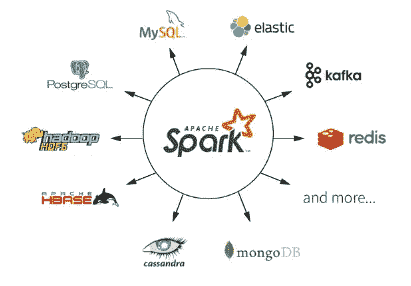 MySQL
elastic
PostgreSQL
kafka
APACHE
Spark
hadoop
HDFS
redis
APACHE
HBASE
and more...
cassandra
mongoDB